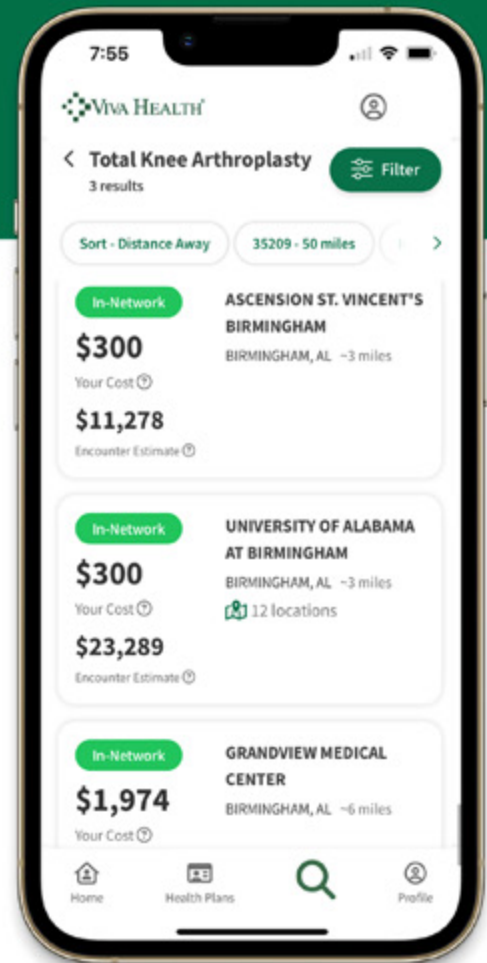 7:55
VIVA HEALTH
Total Knee Arthroplasty
3 results
Filter
Sort - Distance Away
35209 - 50 miles
In-Network
$300
Your Cost
$11,278
Encounter Estimate
ASCENSION ST. VINCENT'S
BIRMINGHAM
BIRMINGHAM, AL ~3 miles
In-Network
$300
Your Cost
$23,289
Encounter Estimate
UNIVERSITY OF ALABAMA
AT BIRMINGHAM
BIRMINGHAM, AL ~3 miles
12 locations
In-Network
$1,974
Your Cost
GRANDVIEW MEDICAL
CENTER
BIRMINGHAM, AL ~6 miles
Home
Health Plans
Profile